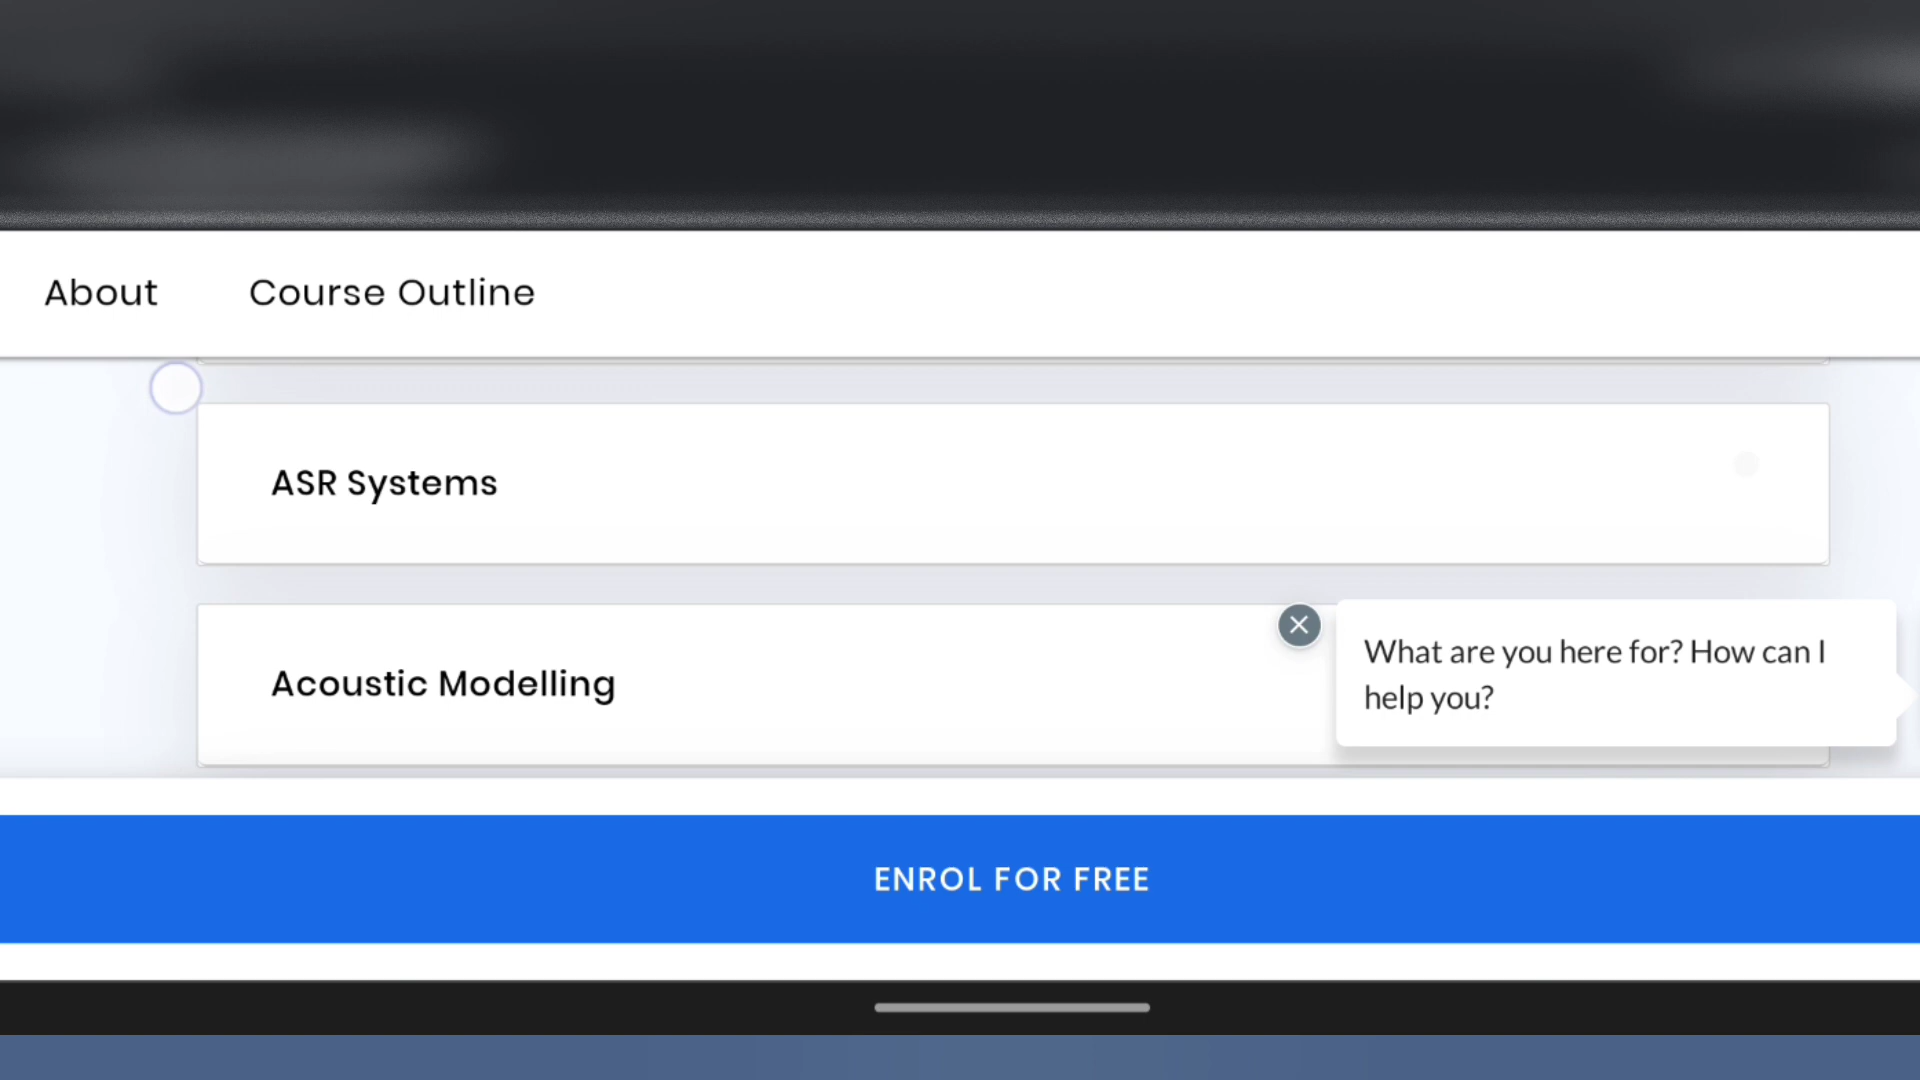 About
Course Outline
ASR Systems
Acoustic Modelling
What are you here for? How can I
help you?
ENROL FOR FREE